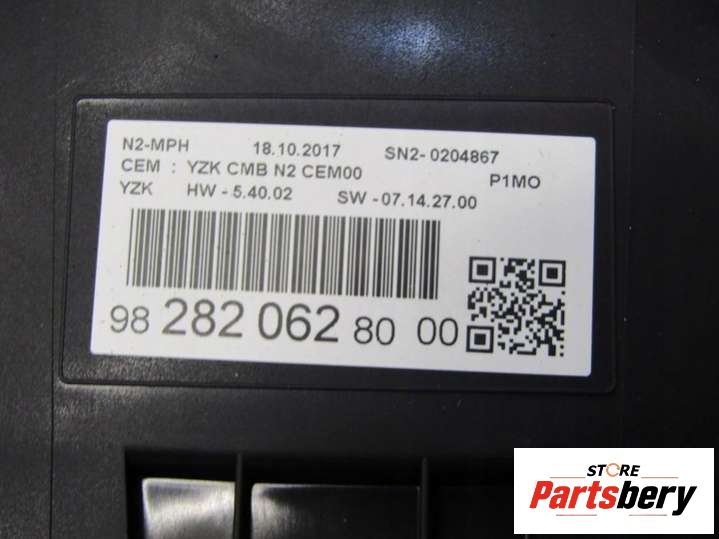 N2-MPH 18.10.2017 SN2- 0204867
CEM : YZK CMB N2 CEM00 P1MO
YZK HW - 5.40.02 SW - 07.14.27.00
98 282 062 80 00
STORE
Partsbery